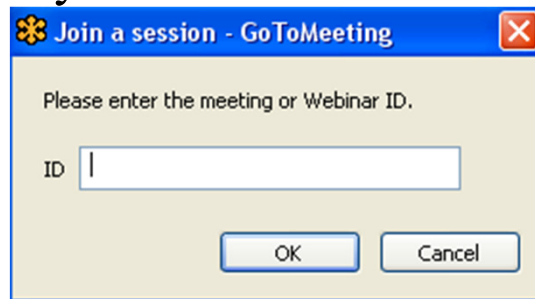 Join a session - GoToMeeting
Please enter the meeting or Webinar ID.
ID
OK Cancel